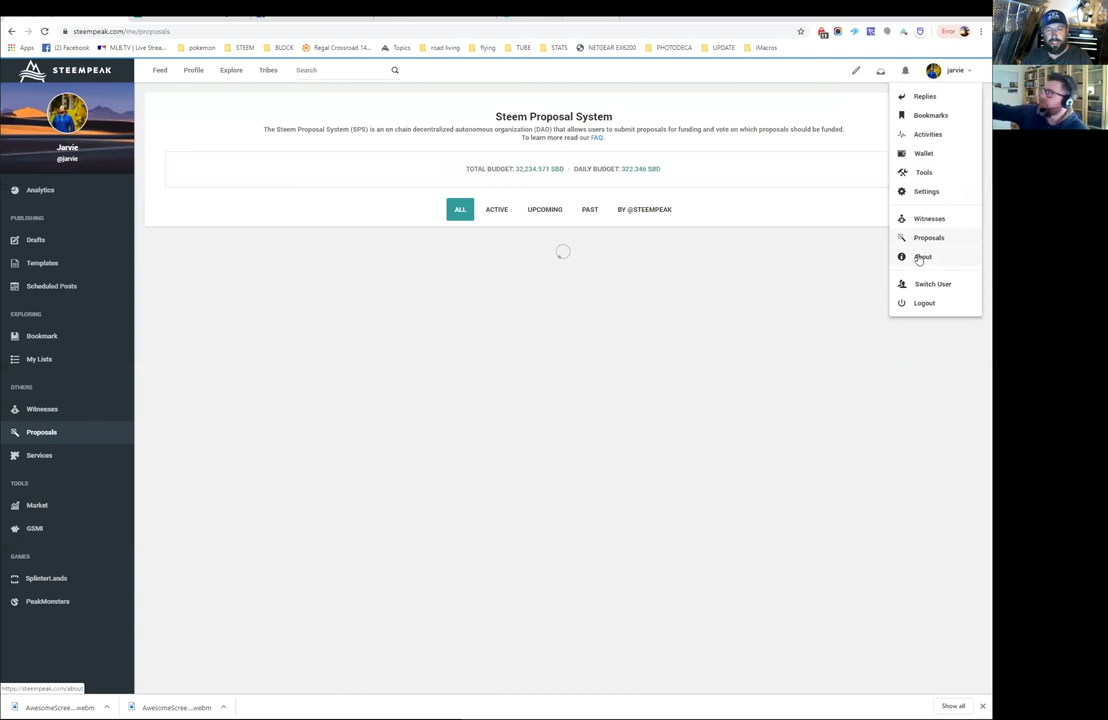 steempeak.com/me/proposals
Error
Apps
(2) Facebook
MLB.TV | Live Strea...
pokemon
STEEM
BLOCK
Regal Crossroad 14...
Topics
road living
flying
TUBE
STATS
NETGEAR EX6200
PHOTODECA
UPDATE
iMacros
STEEMPEAK
Feed
Profile
Explore
Tribes
Search
jarvie
Jarvie
@jarvie
Analytics
PUBLISHING
Drafts
Templates
Scheduled Posts
EXPLORING
Bookmark
My Lists
OTHERS
Witnesses
Proposals
Services
TOOLS
Market
GSMI
GAMES
SplinterLands
PeakMonsters
Steem Proposal System
The Steem Proposal System (SPS) is an on chain decentralized autonomous organization (DAO) that allows users to submit proposals for funding and vote on which proposals should be funded.
To learn more read our FAQ.
TOTAL BUDGET: 32,234.571 SBD - DAILY BUDGET: 322.346 SBD
ALL
ACTIVE
UPCOMING
PAST
BY @STEEMPEAK
Replies
Bookmarks
Activities
Wallet
Tools
Settings
Witnesses
Proposals
About
Switch User
Logout
https://steempeak.com/about
AwesomeScree....webm
AwesomeScree....webm
Show all